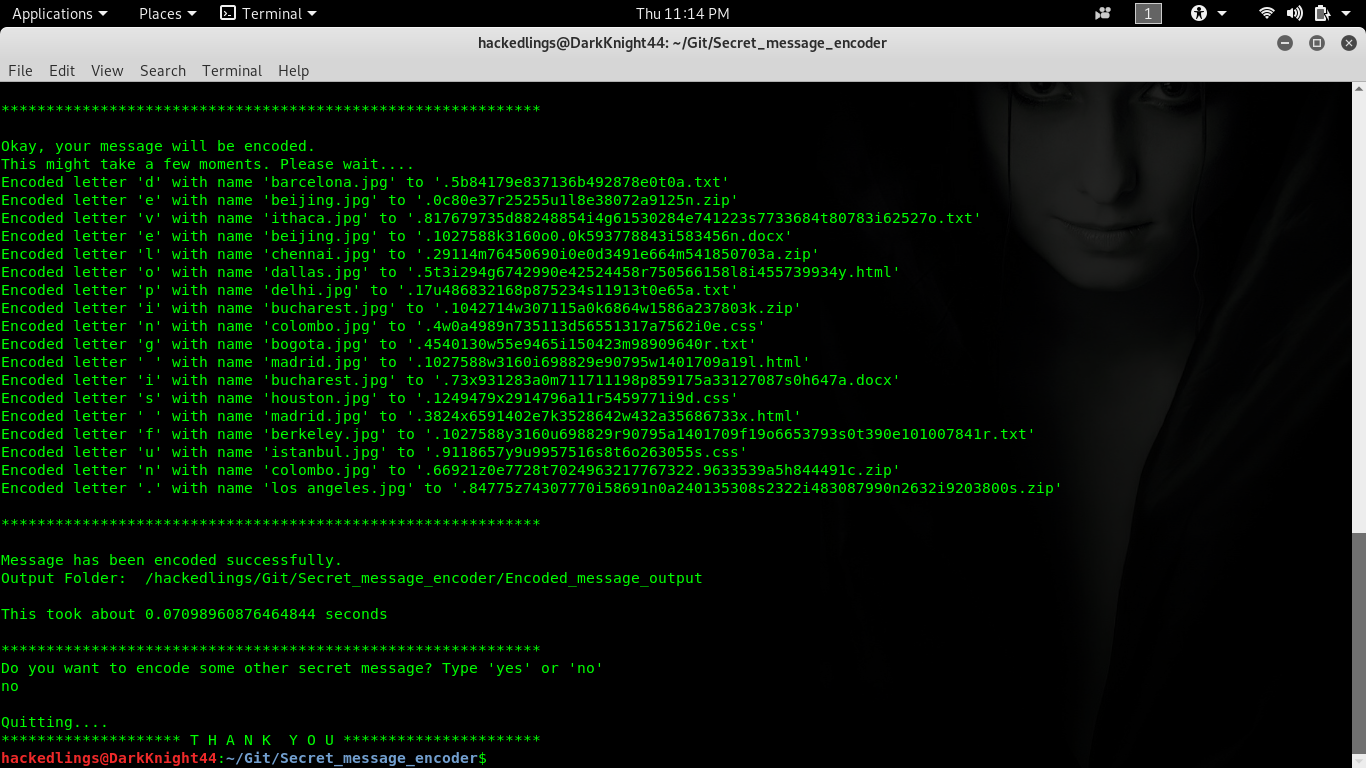 Applications Places Terminal Thu 11:14 PM 1
hackedlings@DarkKnight44: ~/Git/Secret_message_encoder
File Edit View Search Terminal Help
************************************************************
Okay, your message will be encoded.
This might take a few moments. Please wait....
Encoded letter 'd' with name 'barcelona.jpg' to '.5b84179e837136b492878e0t0a.txt'
Encoded letter 'e' with name 'beijing.jpg' to '.0c80e37r25255u1l8e38072a9125n.zip'
Encoded letter 'v' with name 'ithaca.jpg' to '.817679735d88248854i4g61530284e741223s7733684t80783i62527o.txt'
Encoded letter 'e' with name 'beijing.jpg' to '.1027588k3160o0.0k593778843i583456n.docx'
Encoded letter 'l' with name 'chennai.jpg' to '.29114m76450690i0e0d3491e664m541850703a.zip'
Encoded letter 'o' with name 'dallas.jpg' to '.5t3i294g6742990e42524458r750566158l8i455739934y.html'
Encoded letter 'p' with name 'delhi.jpg' to '.17u486832168p875234s11913t0e65a.txt'
Encoded letter 'i' with name 'bucharest.jpg' to '.1042714w307115a0k6864w1586a237803k.zip'
Encoded letter 'n' with name 'colombo.jpg' to '.4w0a4989n735113d56551317a7562i0e.css'
Encoded letter 'g' with name 'bogota.jpg' to '.4540130w55e9465i150423m98909640r.txt'
Encoded letter ' ' with name 'madrid.jpg' to '.1027588w3160i698829e90795w1401709a19l.html'
Encoded letter 'i' with name 'bucharest.jpg' to '.73x931283a0m711711198p859175a33127087s0h647a.docx'
Encoded letter 's' with name 'houston.jpg' to '.1249479x2914796a11r5459771i9d.css'
Encoded letter ' ' with name 'madrid.jpg' to '.3824x6591402e7k3528642w432a35686733x.html'
Encoded letter 'f' with name 'berkeley.jpg' to '.1027588y3160u698829r90795a1401709f19o6653793s0t390e101007841r.txt'
Encoded letter 'u' with name 'istanbul.jpg' to '.9118657y9u9957516s8t6o263055s.css'
Encoded letter 'n' with name 'colombo.jpg' to '.66921z0e7728t7024963217767322.9633539a5h844491c.zip'
Encoded letter '.' with name 'los angeles.jpg' to '.84775z74307770i58691n0a240135308s2322i483087990n2632i9203800s.zip'
************************************************************
Message has been encoded successfully.
Output Folder:  /hackedlings/Git/Secret_message_encoder/Encoded_message_output
This took about 0.07098960876464844 seconds
************************************************************
Do you want to encode some other secret message? Type 'yes' or 'no'
no
Quitting....
******************** T H A N K  Y O U **********************
hackedlings@DarkKnight44:~/Git/Secret_message_encoder$